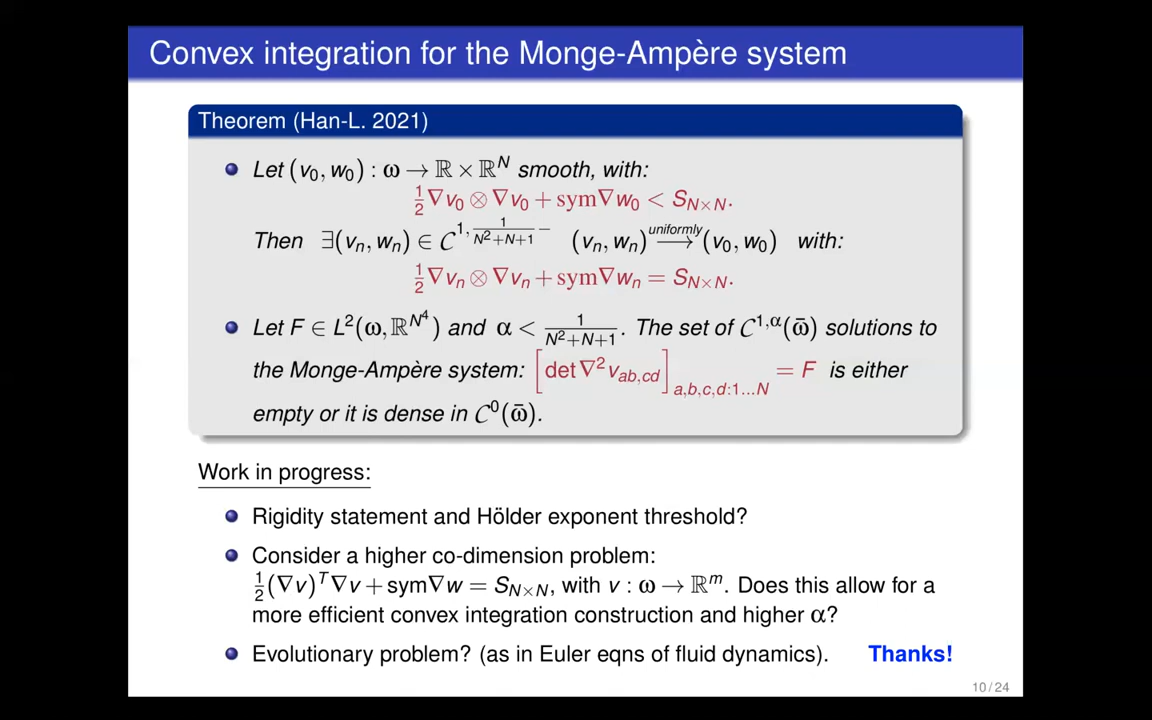 Convex integration for the Monge-Ampère system
Theorem (Han-L. 2021)
Let (v₀, w₀) : ω → ℝ × ℝᴺ smooth, with:
½∇v₀ ⊗ ∇v₀ + sym∇w₀ < S_{N×N}.
Then ∃(vₙ, wₙ) ∈ 𝒞^{1, 1/(N²+N+1) −} (vₙ, wₙ) —uniformly→ (v₀, w₀) with:
½∇vₙ ⊗ ∇vₙ + sym∇wₙ = S_{N×N}.
Let F ∈ L²(ω, ℝ^{N⁴}) and α < 1/(N²+N+1). The set of 𝒞^{1,α}(ω̄) solutions to
the Monge-Ampère system: [det ∇²v_{ab,cd}]_{a,b,c,d:1...N} = F is either
empty or it is dense in 𝒞⁰(ω̄).
Work in progress:
Rigidity statement and Hölder exponent threshold?
Consider a higher co-dimension problem:
½(∇v)ᵀ∇v + sym∇w = S_{N×N}, with v : ω → ℝᵐ. Does this allow for a
more efficient convex integration construction and higher α?
Evolutionary problem? (as in Euler eqns of fluid dynamics). Thanks!
10 / 24